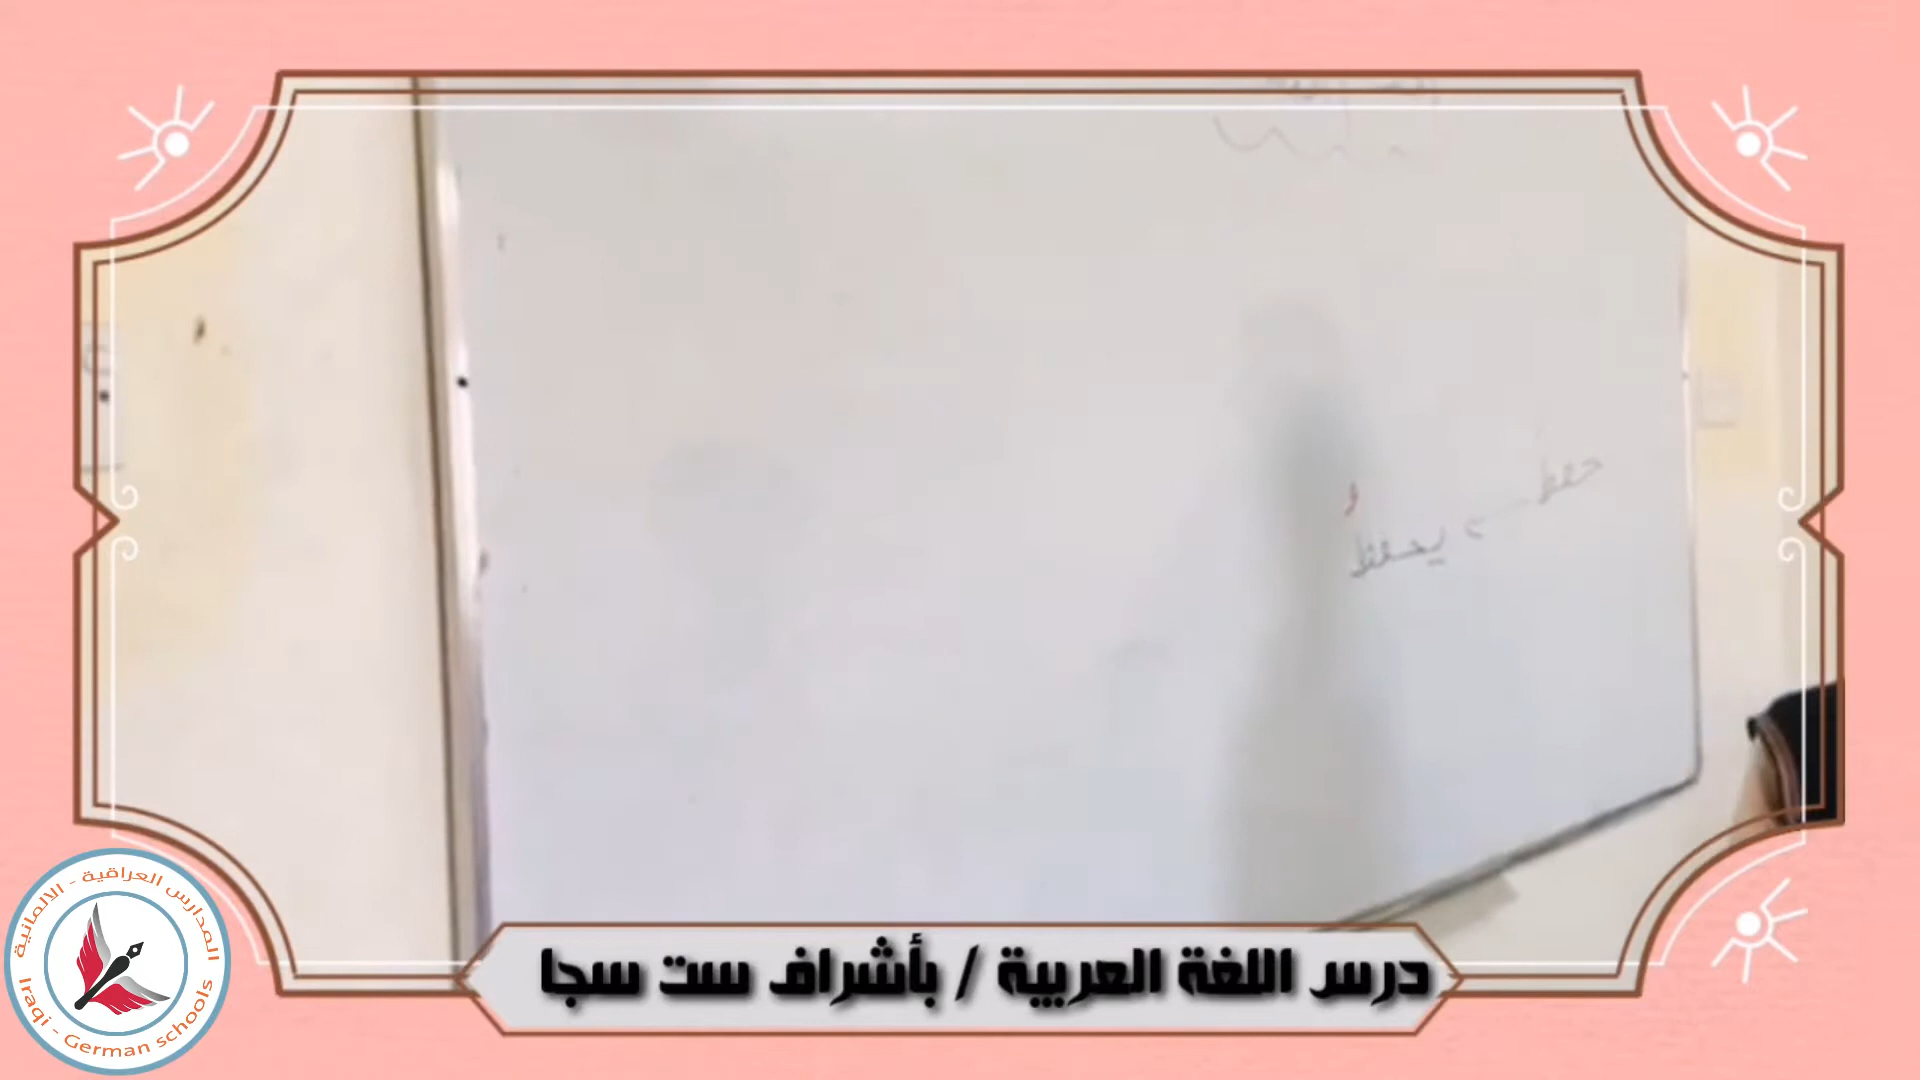 حفظ ← يحفظُ
درس اللغة العربية / بأشراف ست سجا
المدارس العراقية - الالمانية
Iraqi - German schools